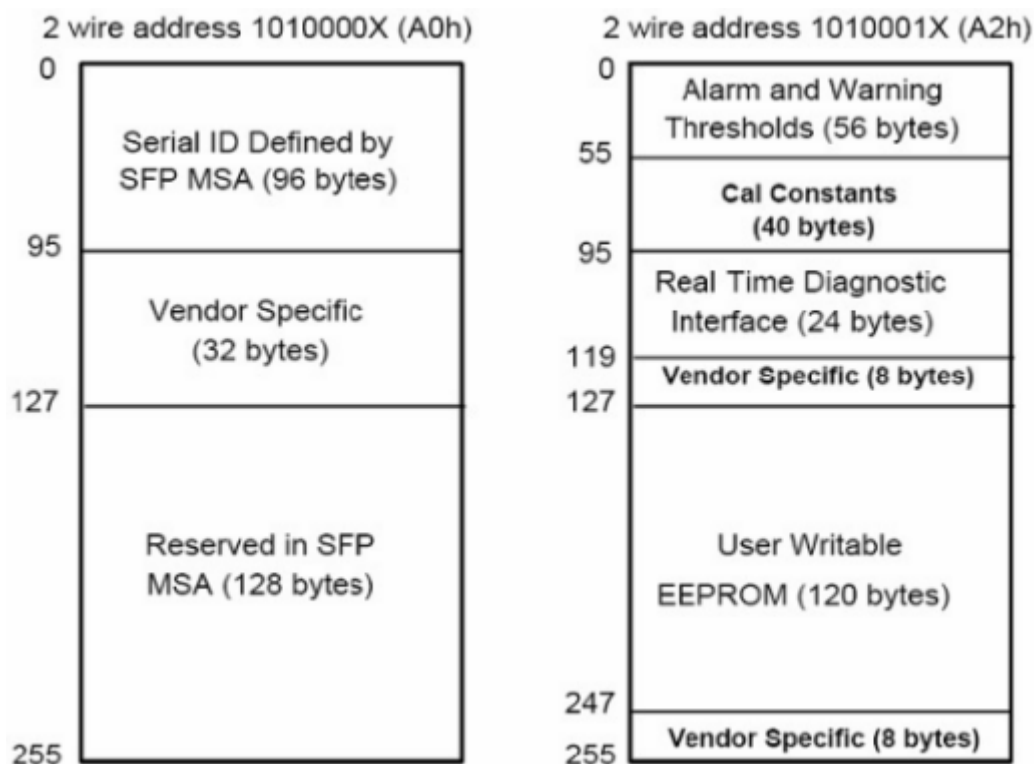 2 wire address 1010000X (A0h)
0
Serial ID Defined by
SFP MSA (96 bytes)
95
Vendor Specific
(32 bytes)
127
Reserved in SFP
MSA (128 bytes)
255
2 wire address 1010001X (A2h)
0
Alarm and Warning
Thresholds (56 bytes)
55
Cal Constants
(40 bytes)
95
Real Time Diagnostic
Interface (24 bytes)
119
Vendor Specific (8 bytes)
127
User Writable
EEPROM (120 bytes)
247
Vendor Specific (8 bytes)
255